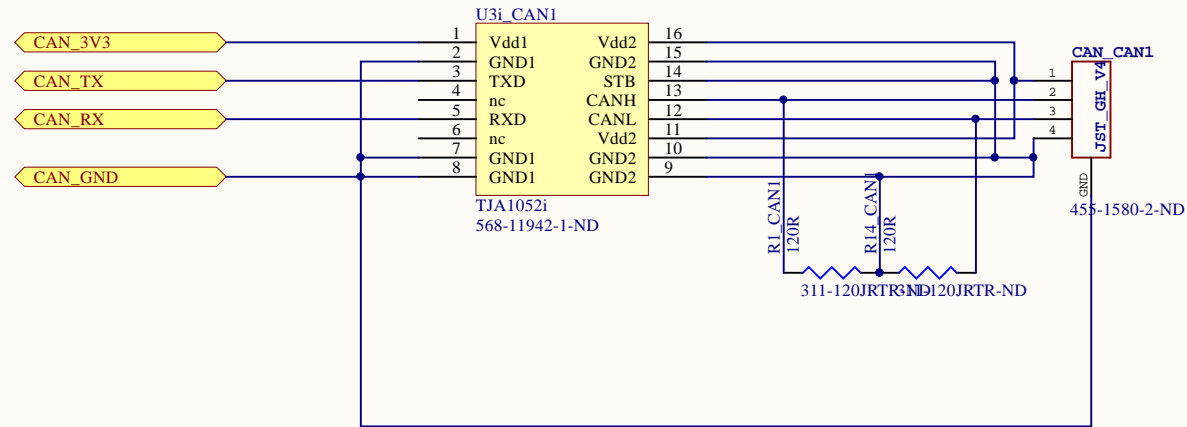 U3i_CAN1
CAN_3V3
CAN_TX
CAN_RX
CAN_GND
1 Vdd1 Vdd2 16
2 GND1 GND2 15
3 TXD STB 14
4 nc CANH 13
5 RXD CANL 12
6 nc Vdd2 11
7 GND1 GND2 10
8 GND1 GND2 9
TJA1052i
568-11942-1-ND
CAN_CAN1
1
2
3
4
JST_GH_V4
GND
455-1580-2-ND
R1_CAN1
120R
R14_CAN1
120R
311-120JRTR-ND
311-120JRTR-ND